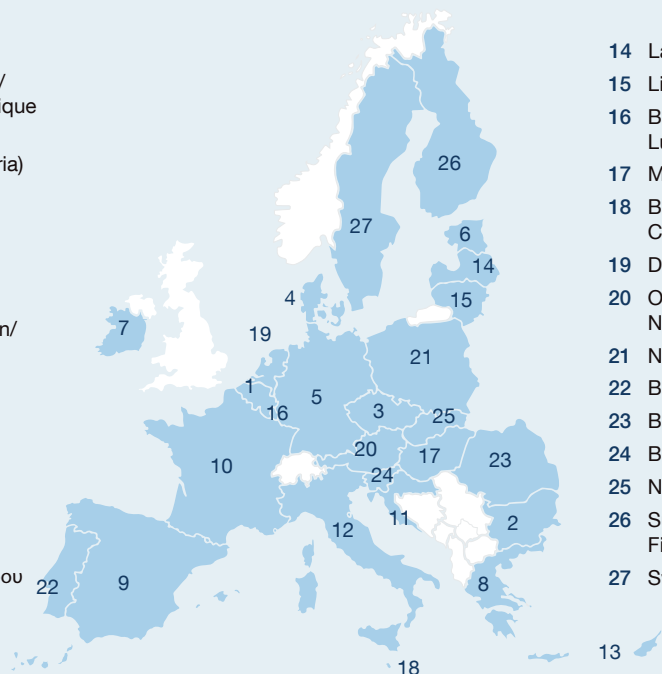 /
ique
ria)
n/
ου
26
27
6
14
15
4
7
19
21
1
5
16
3
25
10
20
17
23
24
11
12
2
22
9
8
13
18
14 La
15 Li
16 B
Lu
17 M
18 B
C
19 D
20 O
N
21 N
22 B
23 B
24 B
25 N
26 S
Fi
27 S